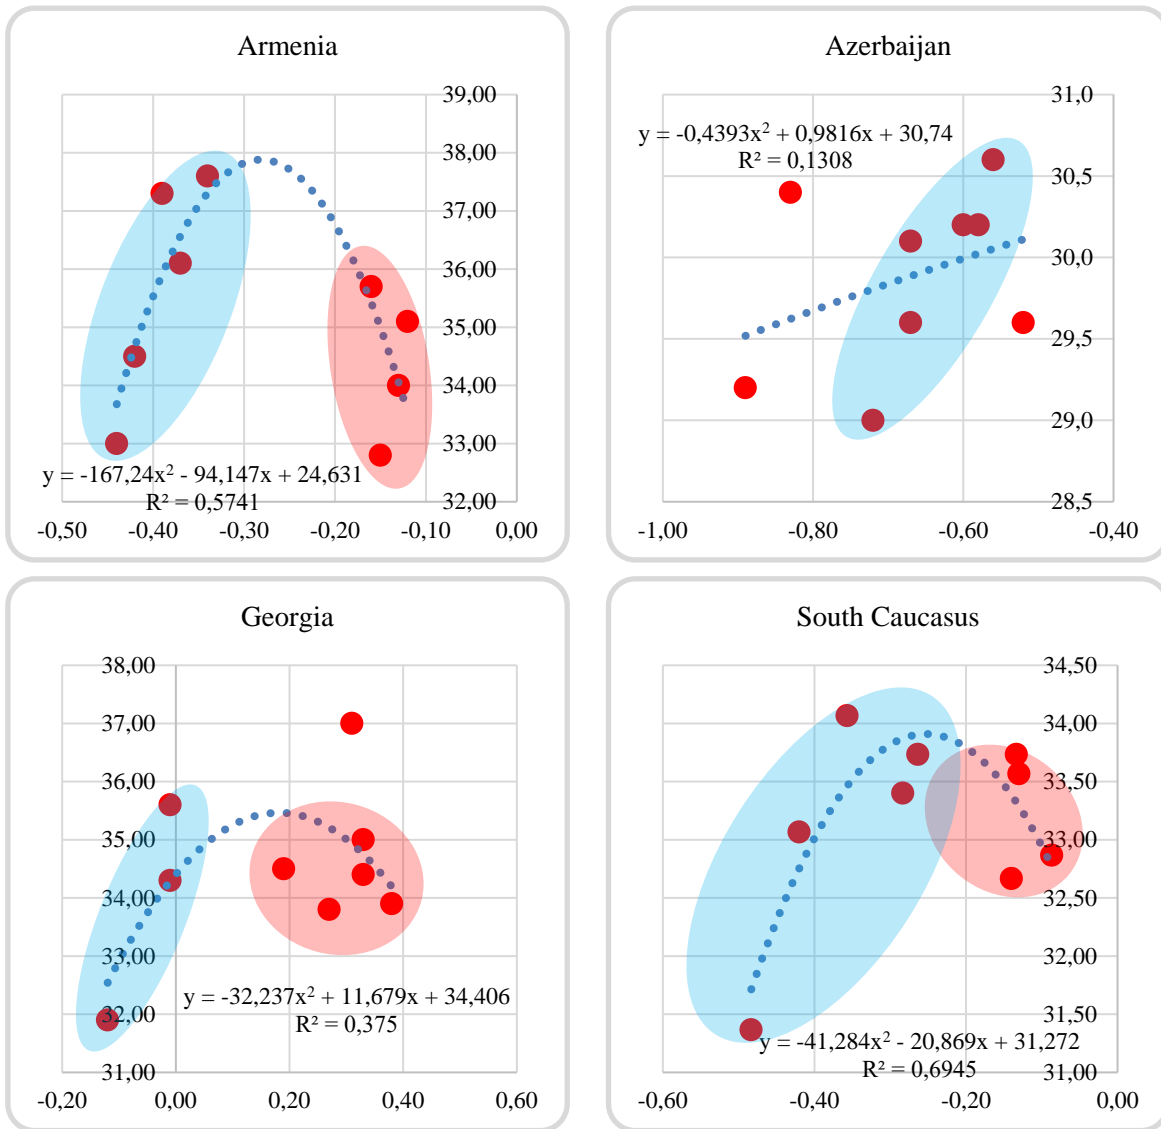 Armenia
39,00
38,00
37,00
36,00
35,00
34,00
33,00
32,00
y = -167,24x² - 94,147x + 24,631
R² = 0,5741
-0,50 -0,40 -0,30 -0,20 -0,10 0,00
Azerbaijan
31,0
30,5
30,0
29,5
29,0
28,5
y = -0,4393x² + 0,9816x + 30,74
R² = 0,1308
-1,00 -0,80 -0,60 -0,40
Georgia
38,00
37,00
36,00
35,00
34,00
33,00
32,00
31,00
y = -32,237x² + 11,679x + 34,406
R² = 0,375
-0,20 0,00 0,20 0,40 0,60
South Caucasus
34,50
34,00
33,50
33,00
32,50
32,00
31,50
31,00
y = -41,284x² - 20,869x + 31,272
R² = 0,6945
-0,60 -0,40 -0,20 0,00